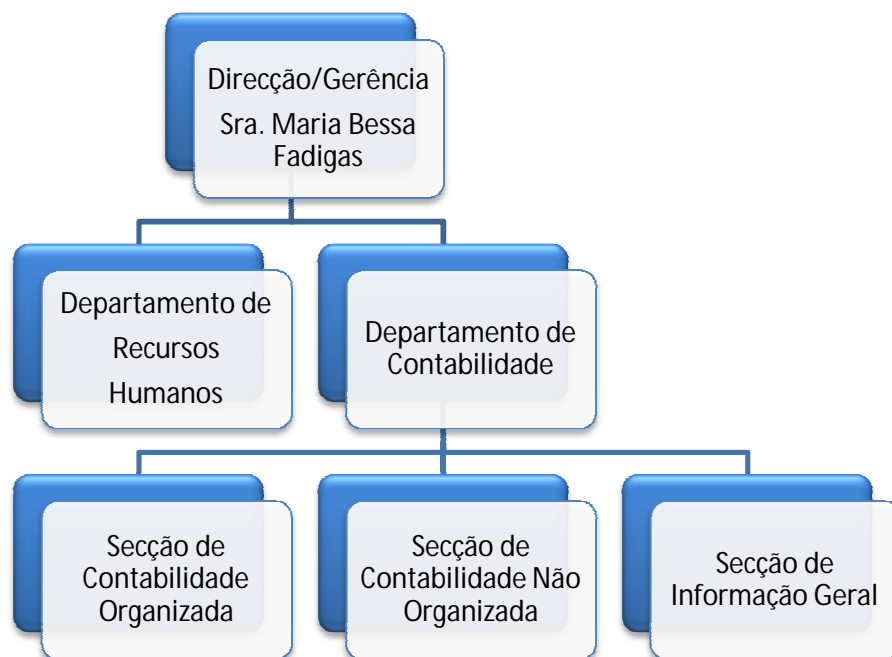 Direcção/Gerência
Sra. Maria Bessa
Fadigas
Departamento de
Recursos
Humanos
Departamento de
Contabilidade
Secção de
Contabilidade
Organizada
Secção de
Contabilidade Não
Organizada
Secção de
Informação Geral